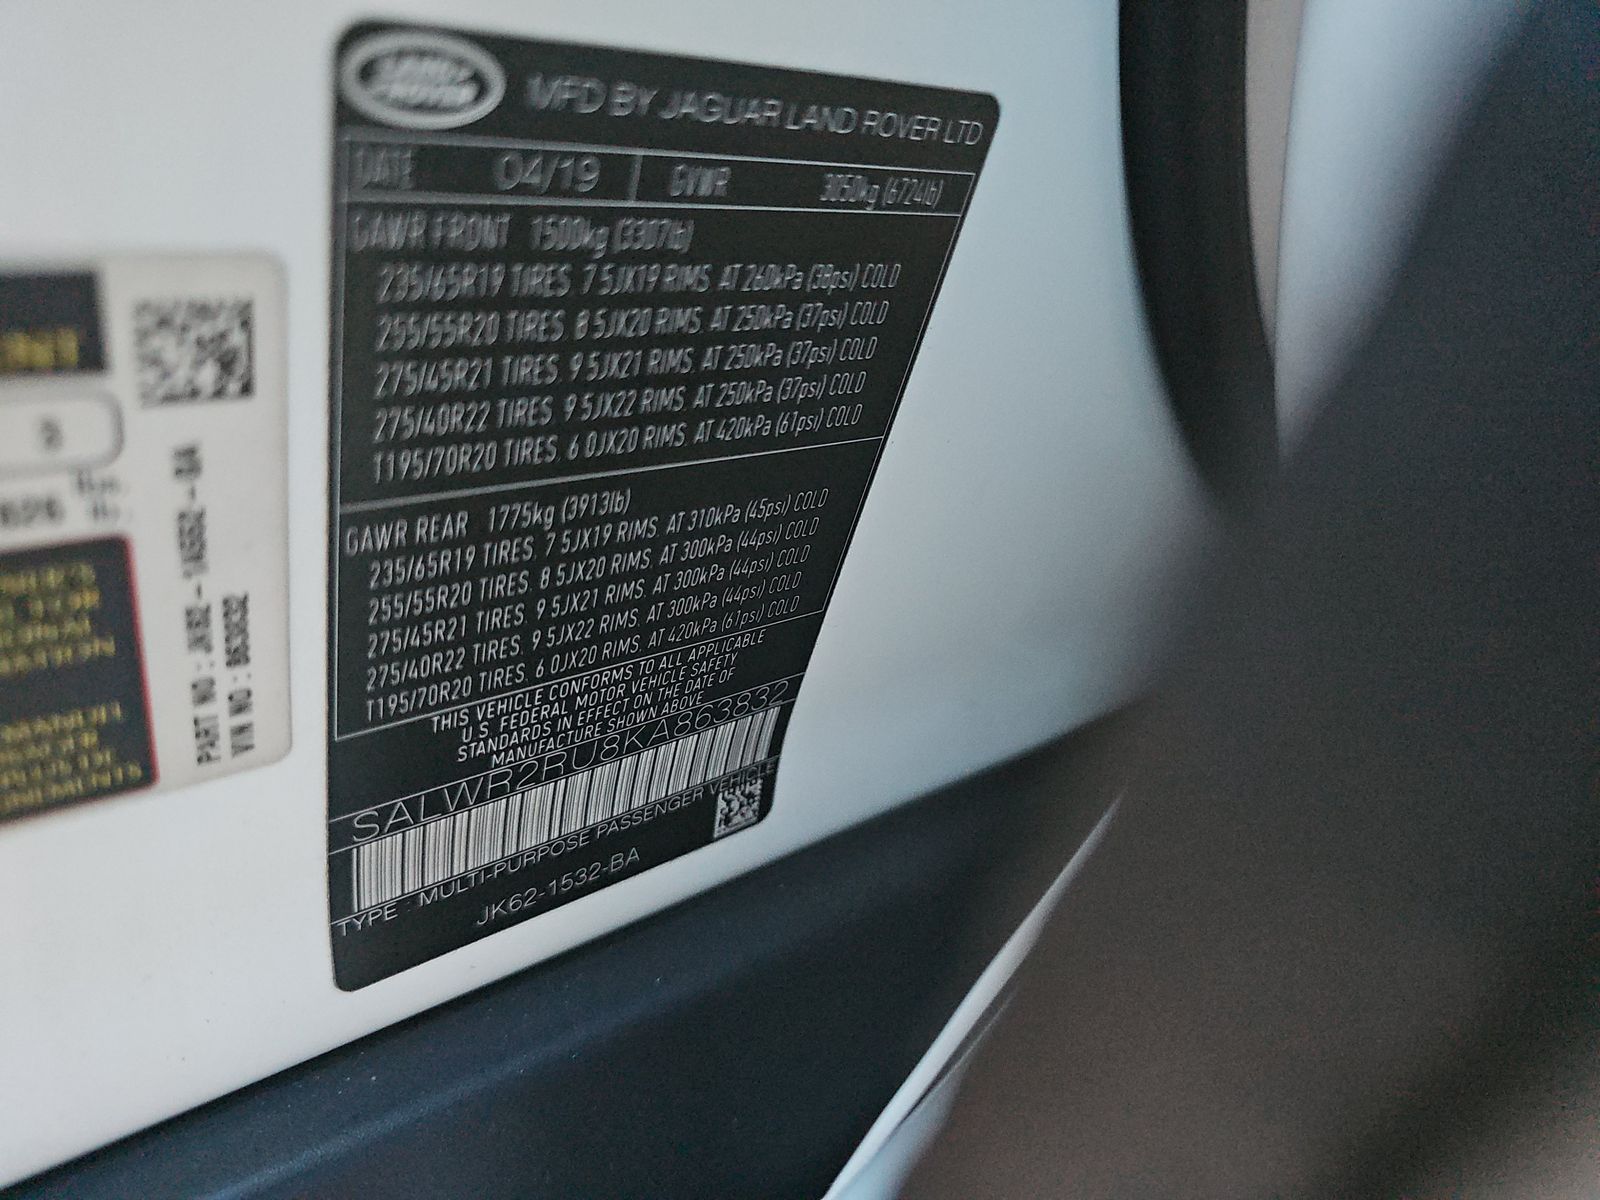 LAND ROVER
MFD BY JAGUAR LAND ROVER LTD
DATE 04/19 GVWR 3050kg (6724lb)
GAWR FRONT 1500kg (3307lb)
235/65R19 TIRES, 7.5JX19 RIMS, AT 260kPa (38psi) COLD
255/55R20 TIRES, 8.5JX20 RIMS, AT 250kPa (37psi) COLD
275/45R21 TIRES, 9.5JX21 RIMS, AT 250kPa (37psi) COLD
275/40R22 TIRES, 9.5JX22 RIMS, AT 250kPa (37psi) COLD
T195/70R20 TIRES, 6.0JX20 RIMS, AT 420kPa (61psi) COLD
GAWR REAR 1775kg (3913lb)
235/65R19 TIRES, 7.5JX19 RIMS, AT 310kPa (45psi) COLD
255/55R20 TIRES, 8.5JX20 RIMS, AT 300kPa (44psi) COLD
275/45R21 TIRES, 9.5JX21 RIMS, AT 300kPa (44psi) COLD
275/40R22 TIRES, 9.5JX22 RIMS, AT 300kPa (44psi) COLD
T195/70R20 TIRES, 6.0JX20 RIMS, AT 420kPa (61psi) COLD
THIS VEHICLE CONFORMS TO ALL APPLICABLE
U.S. FEDERAL MOTOR VEHICLE SAFETY
STANDARDS IN EFFECT ON THE DATE OF
MANUFACTURE SHOWN ABOVE
SALWR2RU8KA863832
TYPE : MULTI-PURPOSE PASSENGER VEHICLE
JK62-1532-BA
PART NO : JK62-
VIN NO : 863832